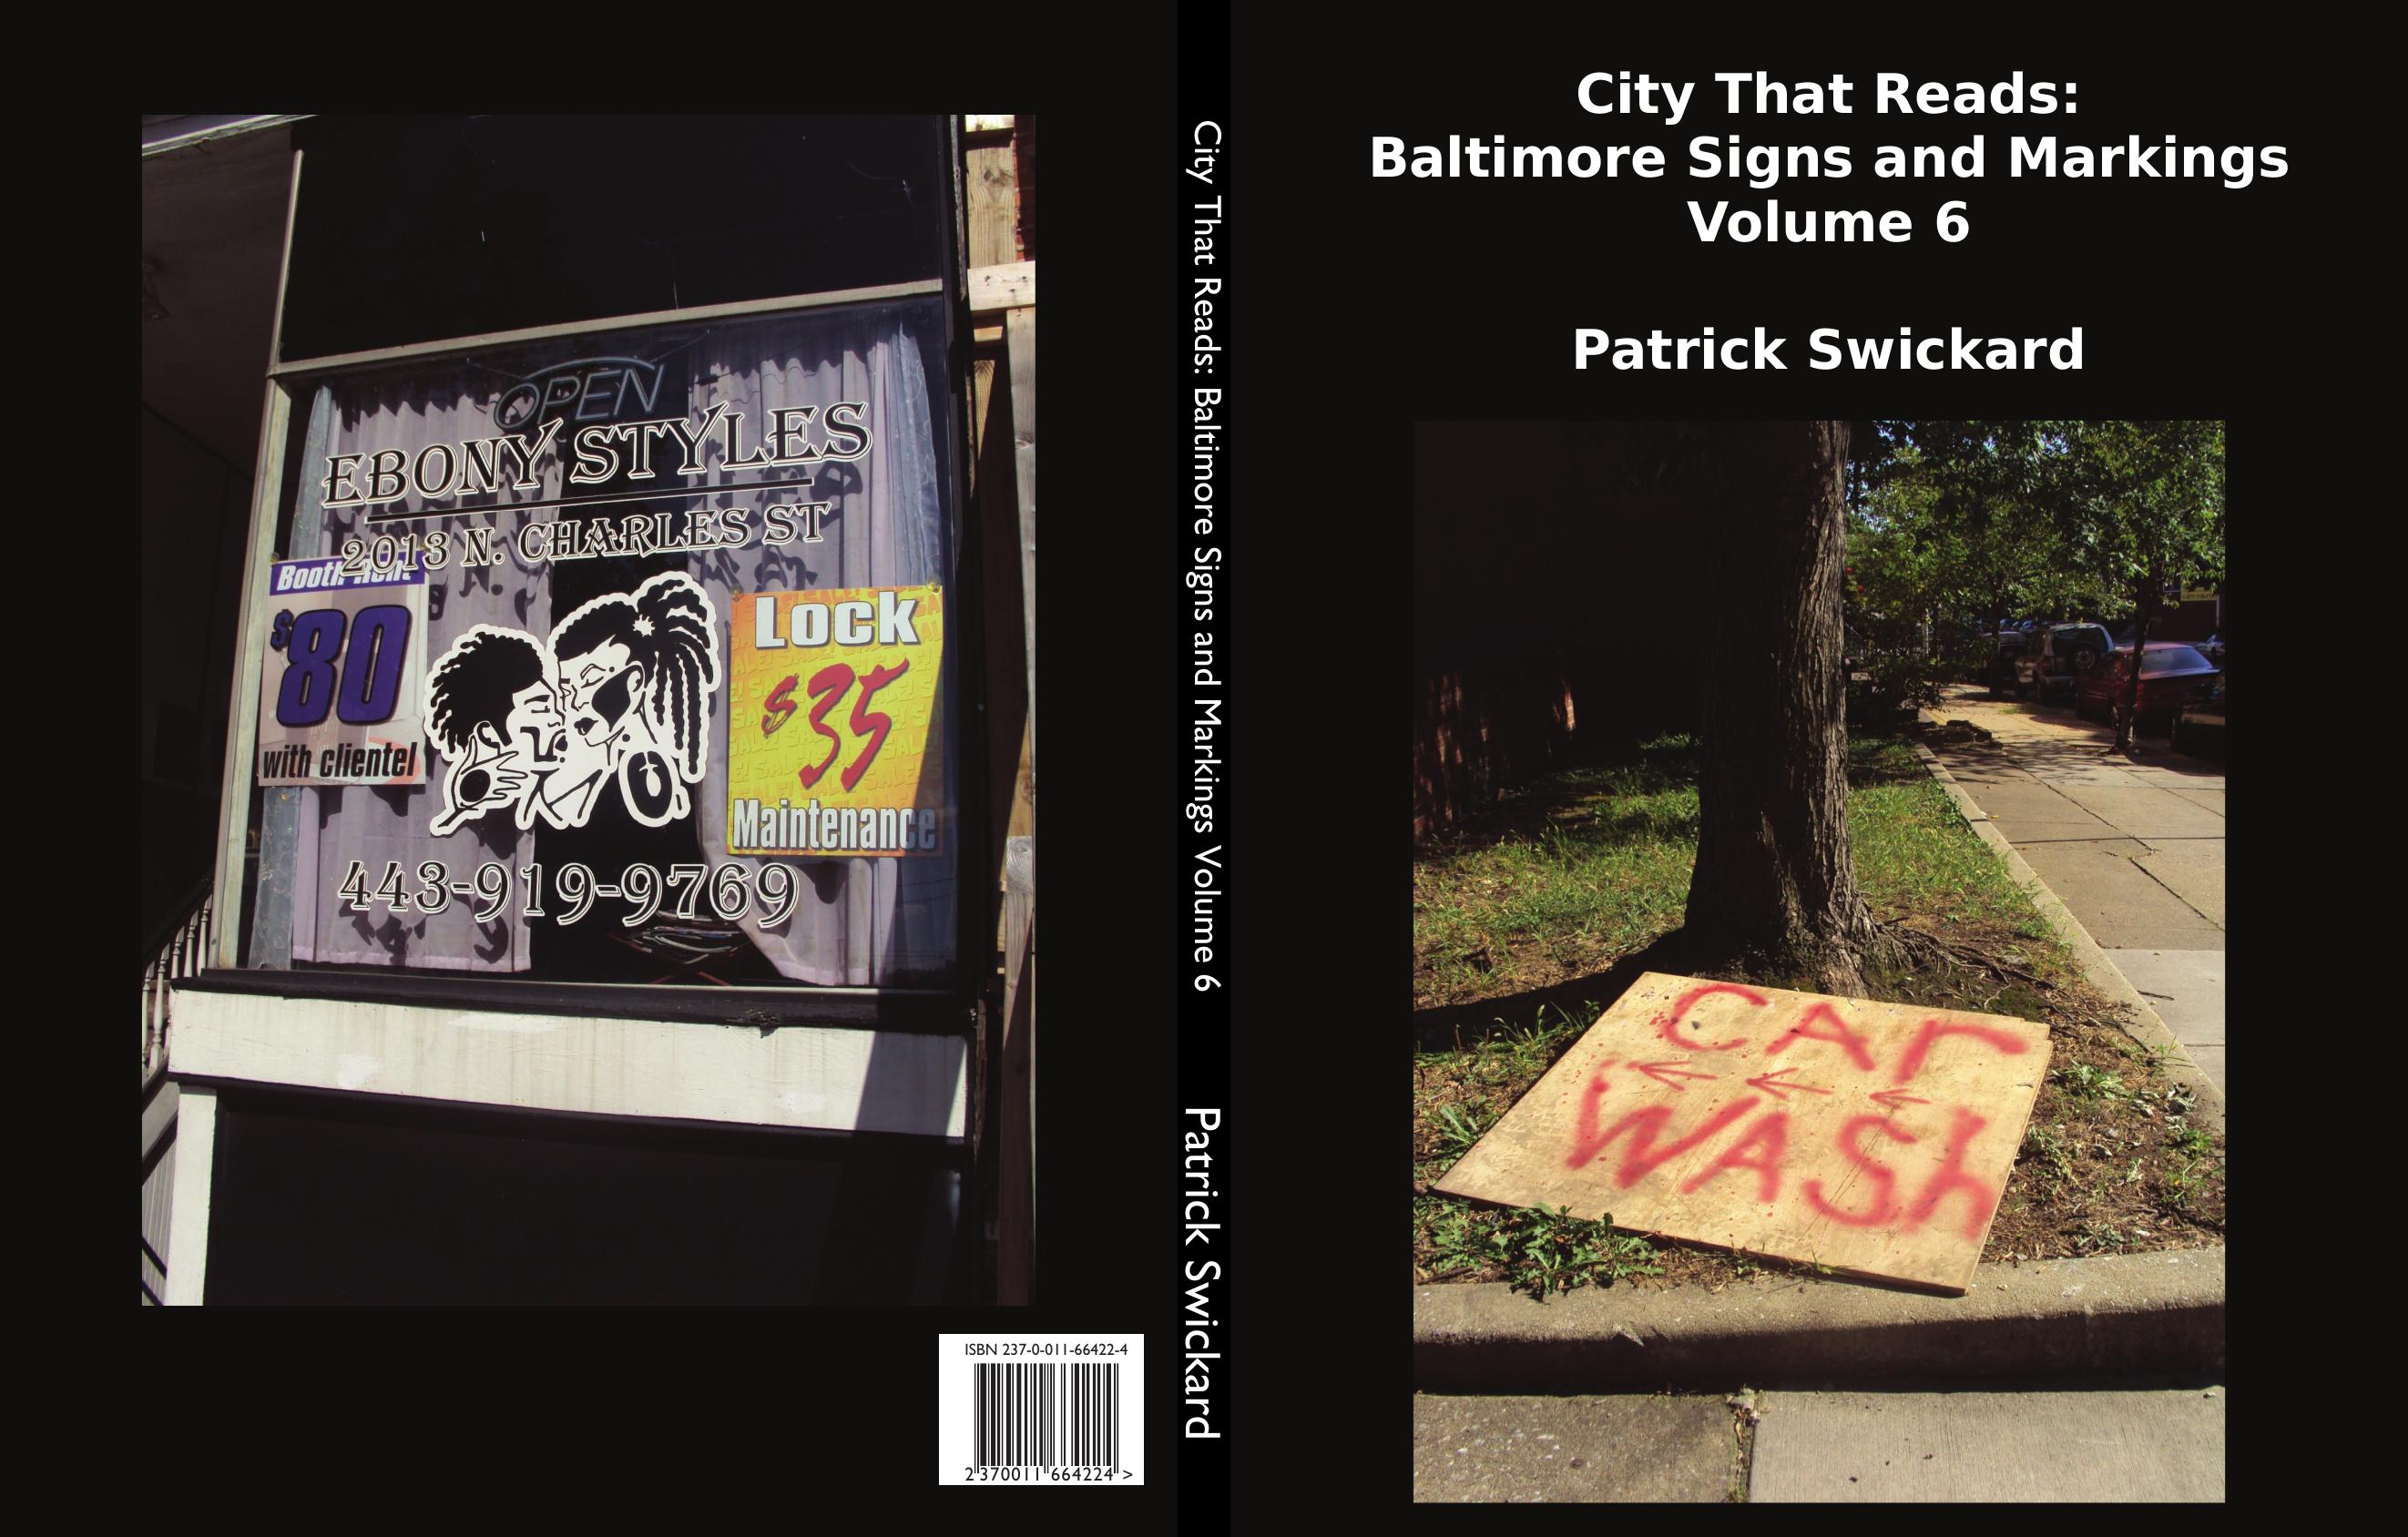 OPEN
EBONY STYLES
2013 N. CHARLES ST
Booth Rent
$80
with clientel
Lock
$35
Maintenance
443-919-9769
ISBN 237-0-011-66422-4
2 370011 664224 >
City That Reads: Baltimore Signs and Markings Volume 6 Patrick Swickard
City That Reads:
Baltimore Signs and Markings
Volume 6
Patrick Swickard
CAr
WASh